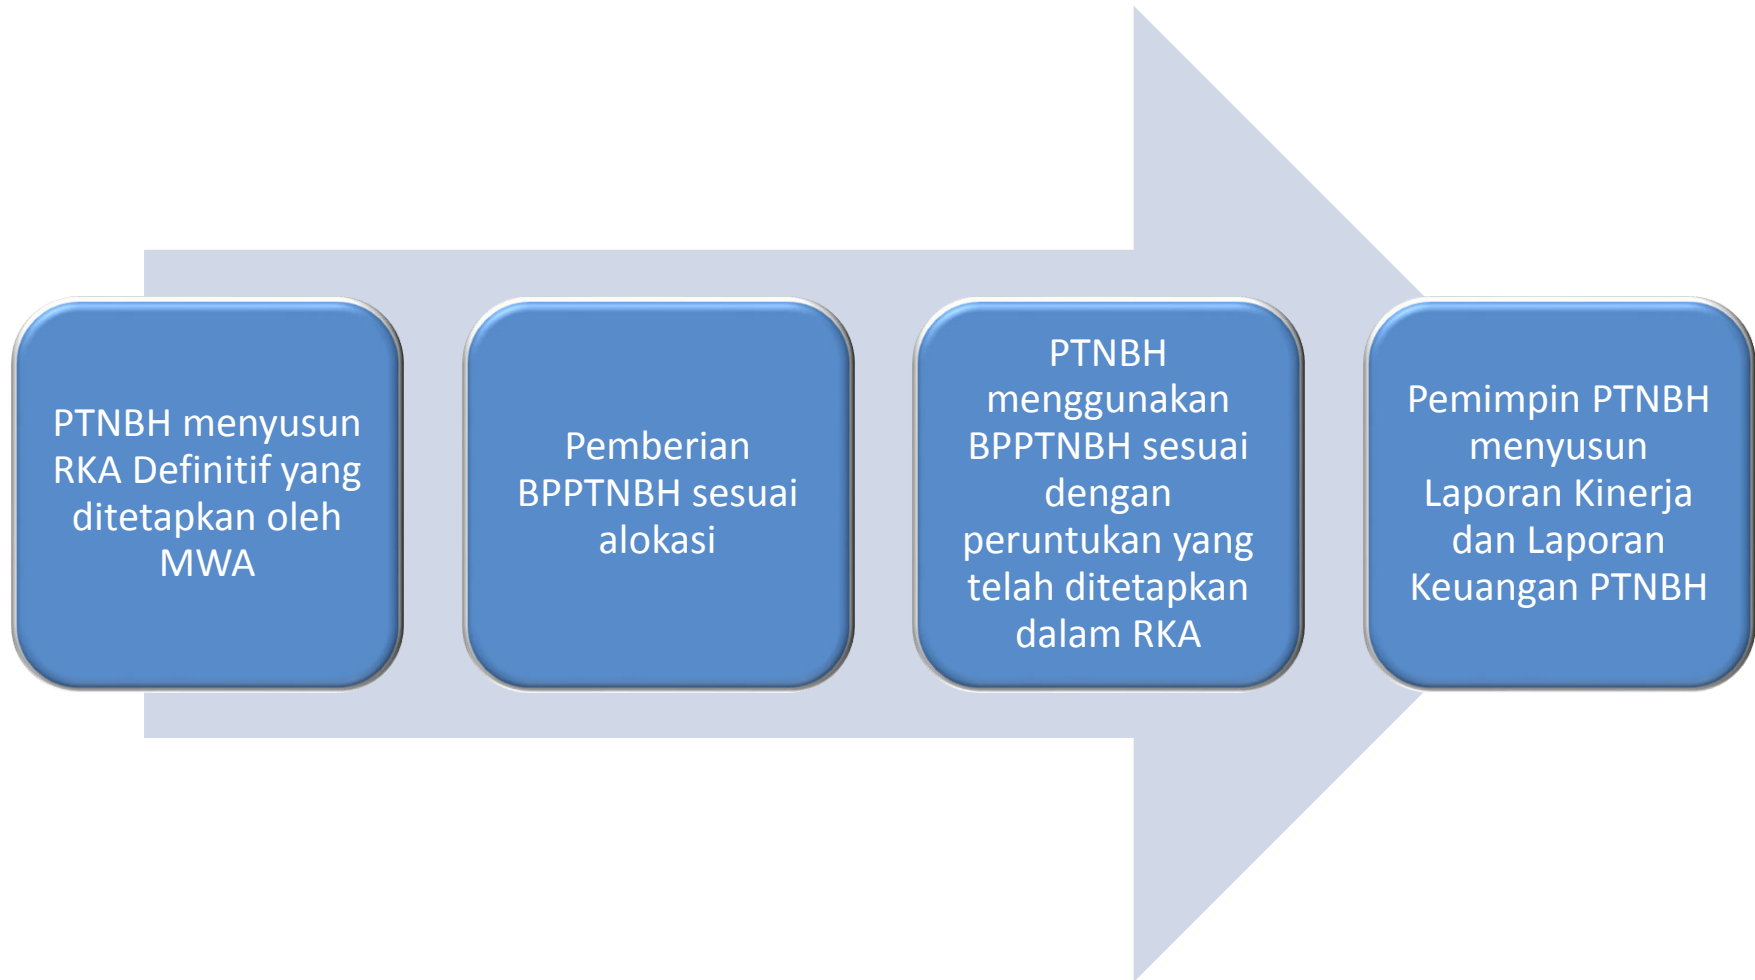 PTNBH menyusun
RKA Definitif yang
ditetapkan oleh
MWA
Pemberian
BPPTNBH sesuai
alokasi
PTNBH
menggunakan
BPPTNBH sesuai
dengan
peruntukan yang
telah ditetapkan
dalam RKA
Pemimpin PTNBH
menyusun
Laporan Kinerja
dan Laporan
Keuangan PTNBH